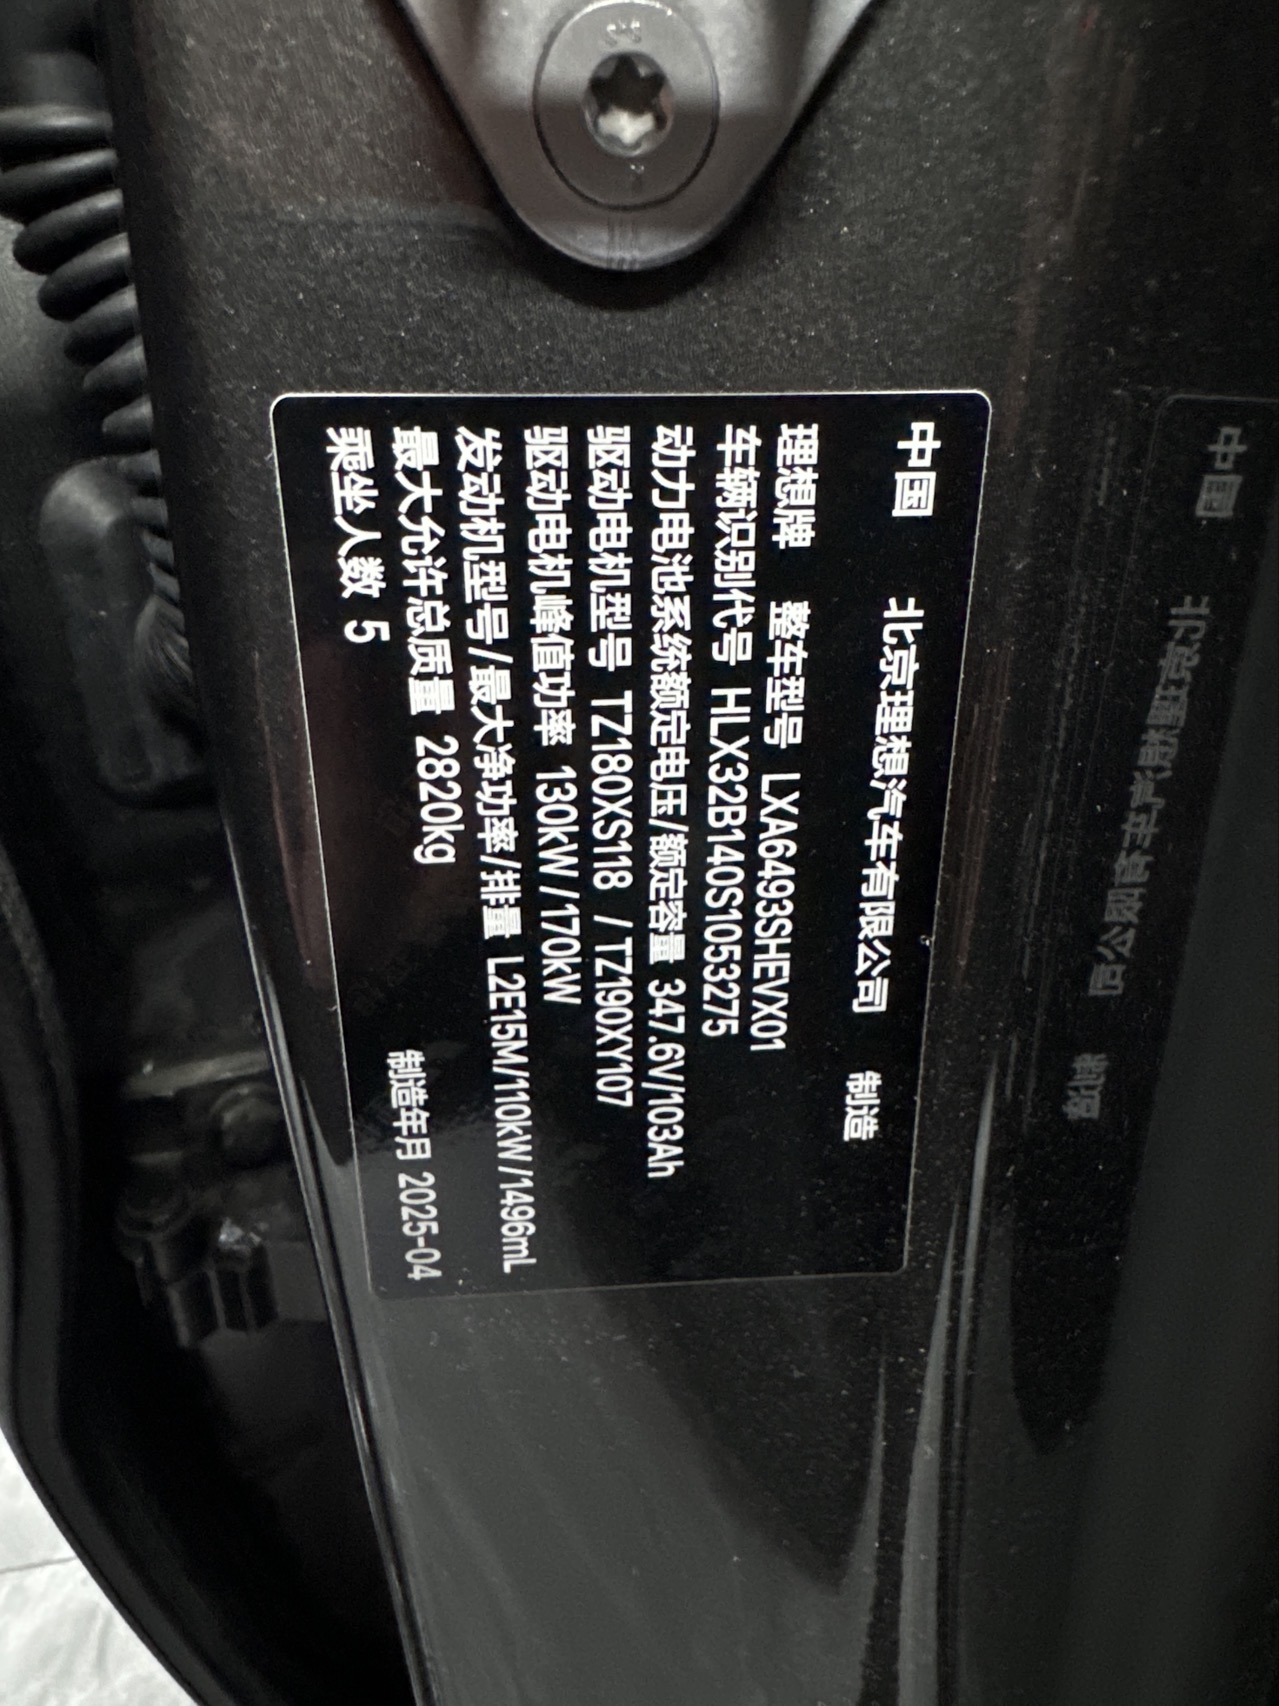 中国 北京理想汽车有限公司 制造
理想牌 整车型号 LXA6493SHEVX01
车辆识别代号 HLX32B140S1053275
动力电池系统额定电压/额定容量 347.6V/103Ah
驱动电机型号 TZ180XS118 /TZ190XY107
驱动电机峰值功率 130kW/170kW
发动机型号/最大净功率/排量 L2E15M/110kW/1496mL
最大允许总质量 2820kg
乘坐人数 5
制造年月 2025-04